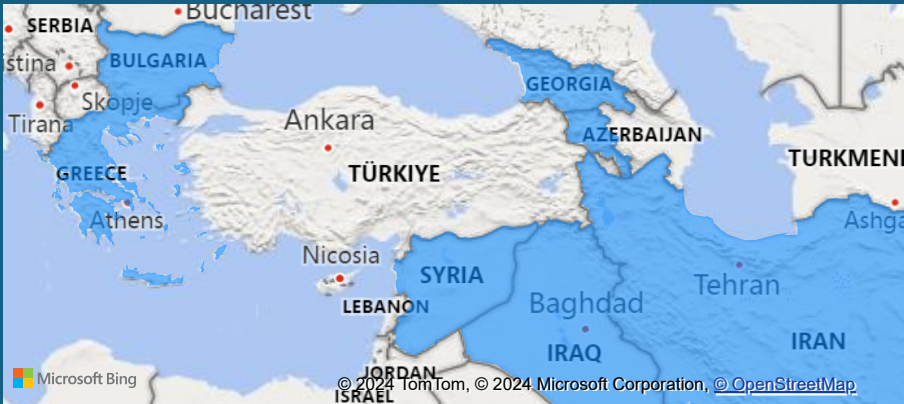 Bucharest
SERBIA
istina
BULGARIA
Skopje
Tirana
GEORGIA
Ankara
AZERBAIJAN
TÜRKIYE
TURKMENI
GREECE
Athens
Ashga
Nicosia
SYRIA
Tehran
LEBANON
Baghdad
IRAQ
IRAN
JORDAN
ISRAEL
Microsoft Bing
© 2024 TomTom, © 2024 Microsoft Corporation, © OpenStreetMap